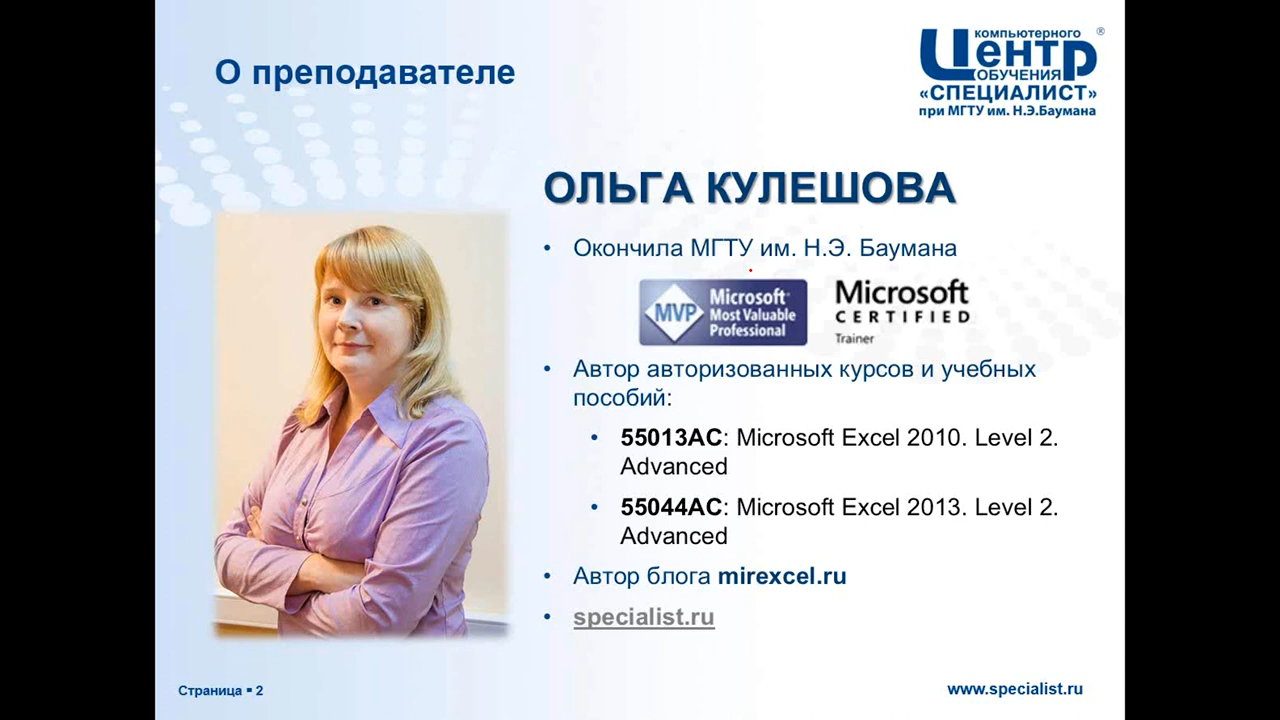 О преподавателе
компьютерного ®
Центр
ОБУЧЕНИЯ
«СПЕЦИАЛИСТ»
при МГТУ им. Н.Э.Баумана
ОЛЬГА КУЛЕШОВА
• Окончила МГТУ им. Н.Э. Баумана
MVP Microsoft Most Valuable Professional
Microsoft
CERTIFIED
Trainer
• Автор авторизованных курсов и учебных
пособий:
• 55013AC: Microsoft Excel 2010. Level 2.
Advanced
• 55044AC: Microsoft Excel 2013. Level 2.
Advanced
• Автор блога mirexcel.ru
• specialist.ru
Страница ▪ 2
www.specialist.ru